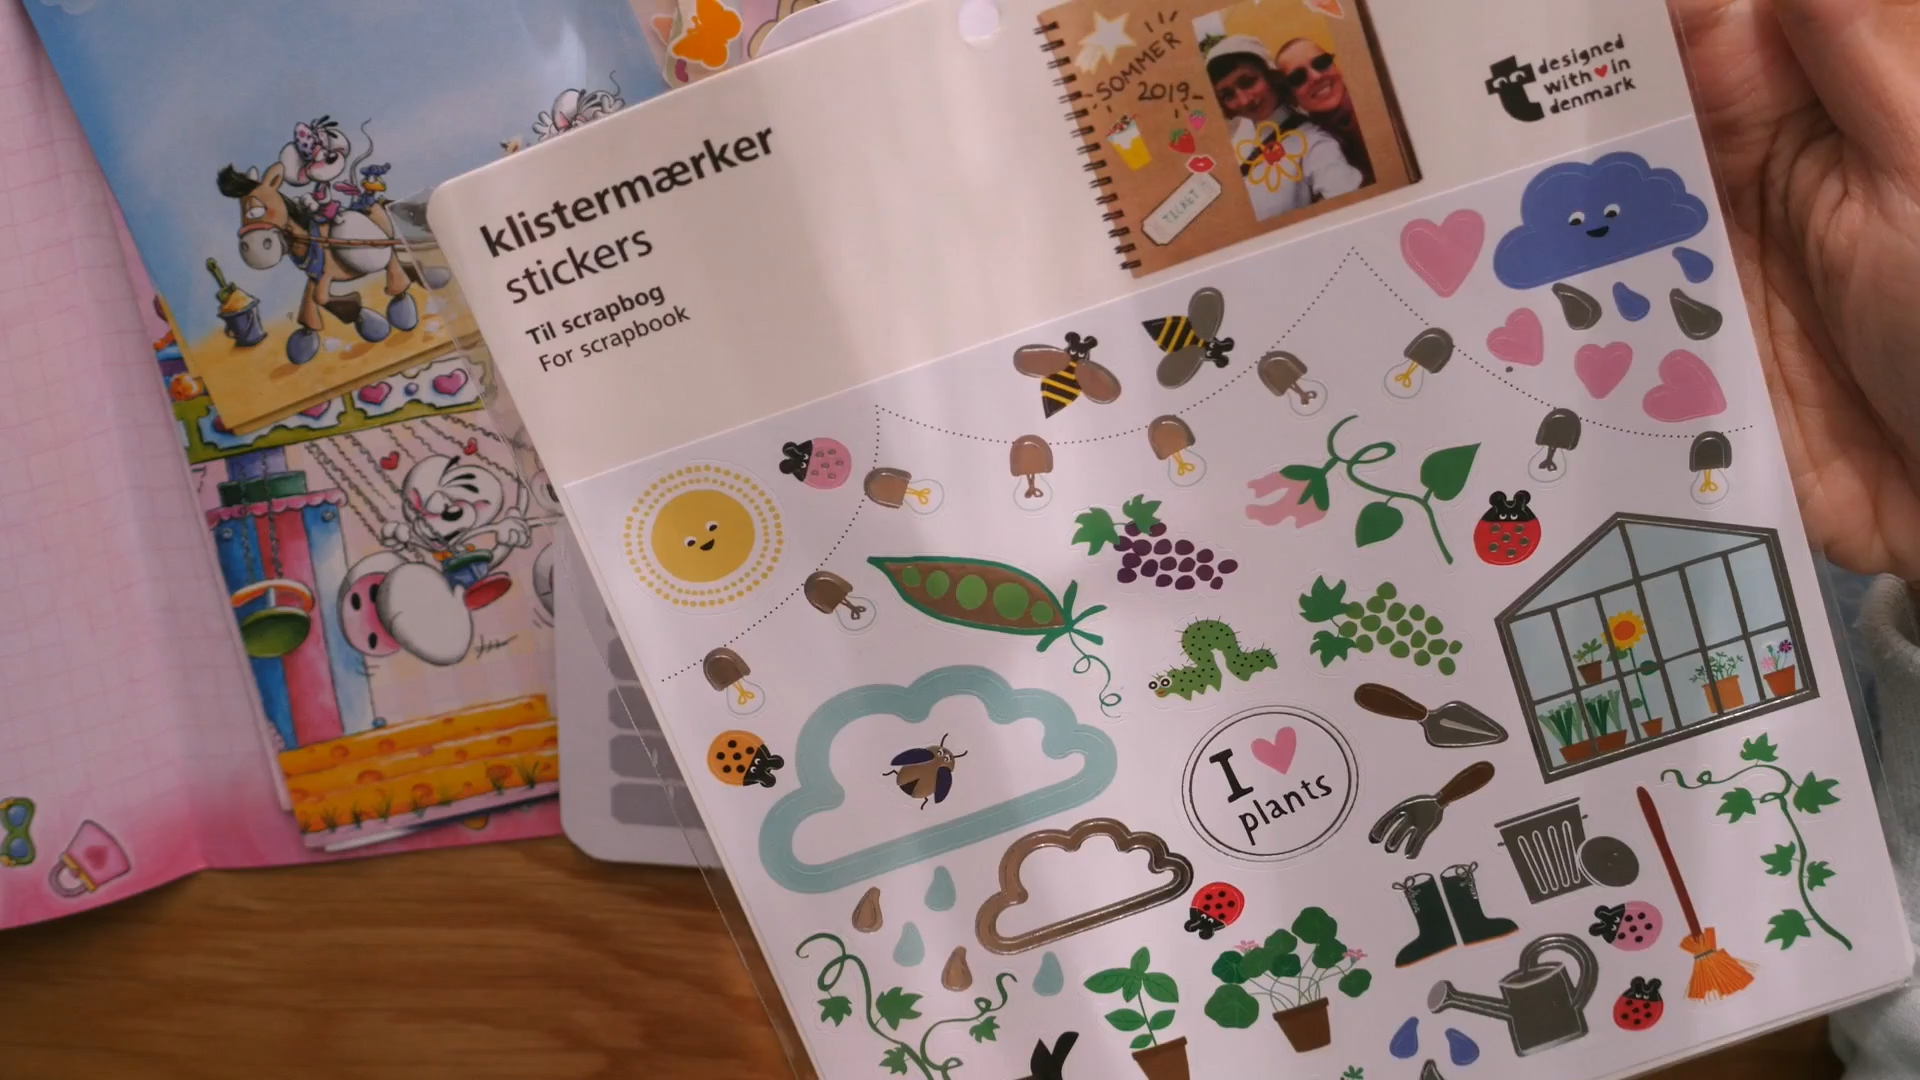 klistermærker
stickers
Til scrapbog
For scrapbook
SOMMER
2019
TICKET
designed
with in
denmark
I
plants